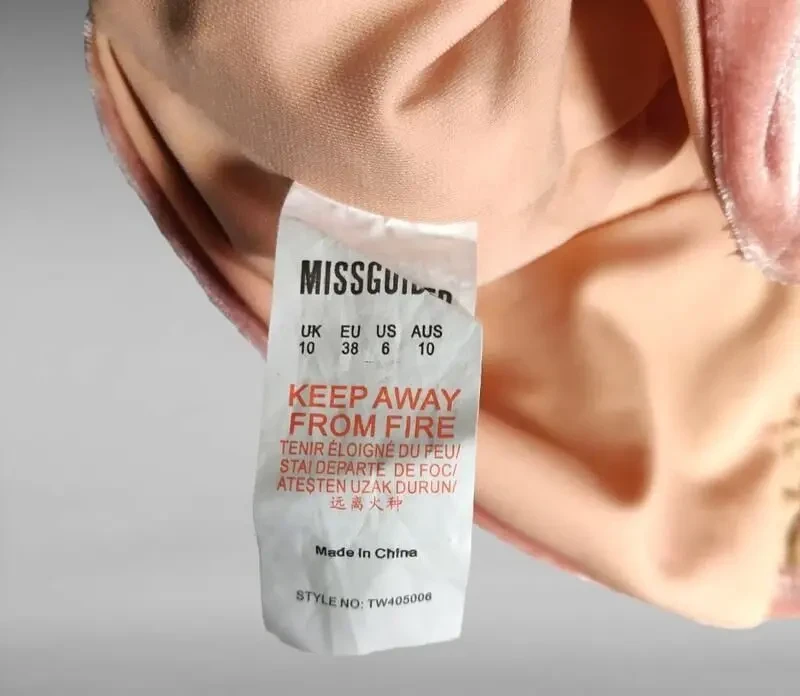 MISSGUIDED
UK EU US AUS
10 38 6 10
KEEP AWAY
FROM FIRE
TENIR ÉLOIGNÉ DU FEU/
STAI DEPARTE DE FOC/
ATEŞTEN UZAK DURUN/
远离火种
Made in China
STYLE NO: TW405006